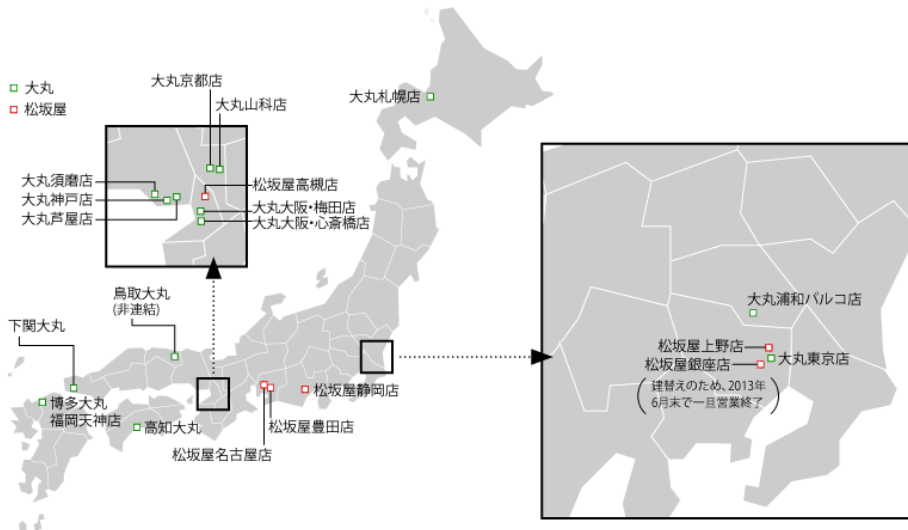 大丸
松坂屋
大丸京都店
大丸山科店
大丸札幌店
大丸須磨店
大丸神戸店
大丸芦屋店
松坂屋高槻店
大丸大阪・梅田店
大丸大阪・心斎橋店
鳥取大丸
(非連結)
下関大丸
博多大丸
福岡天神店
高知大丸
松坂屋名古屋店
松坂屋豊田店
松坂屋静岡店
大丸浦和パルコ店
松坂屋上野店
大丸東京店
松坂屋銀座店
(建替えのため、2013年
6月末で一旦営業終了)